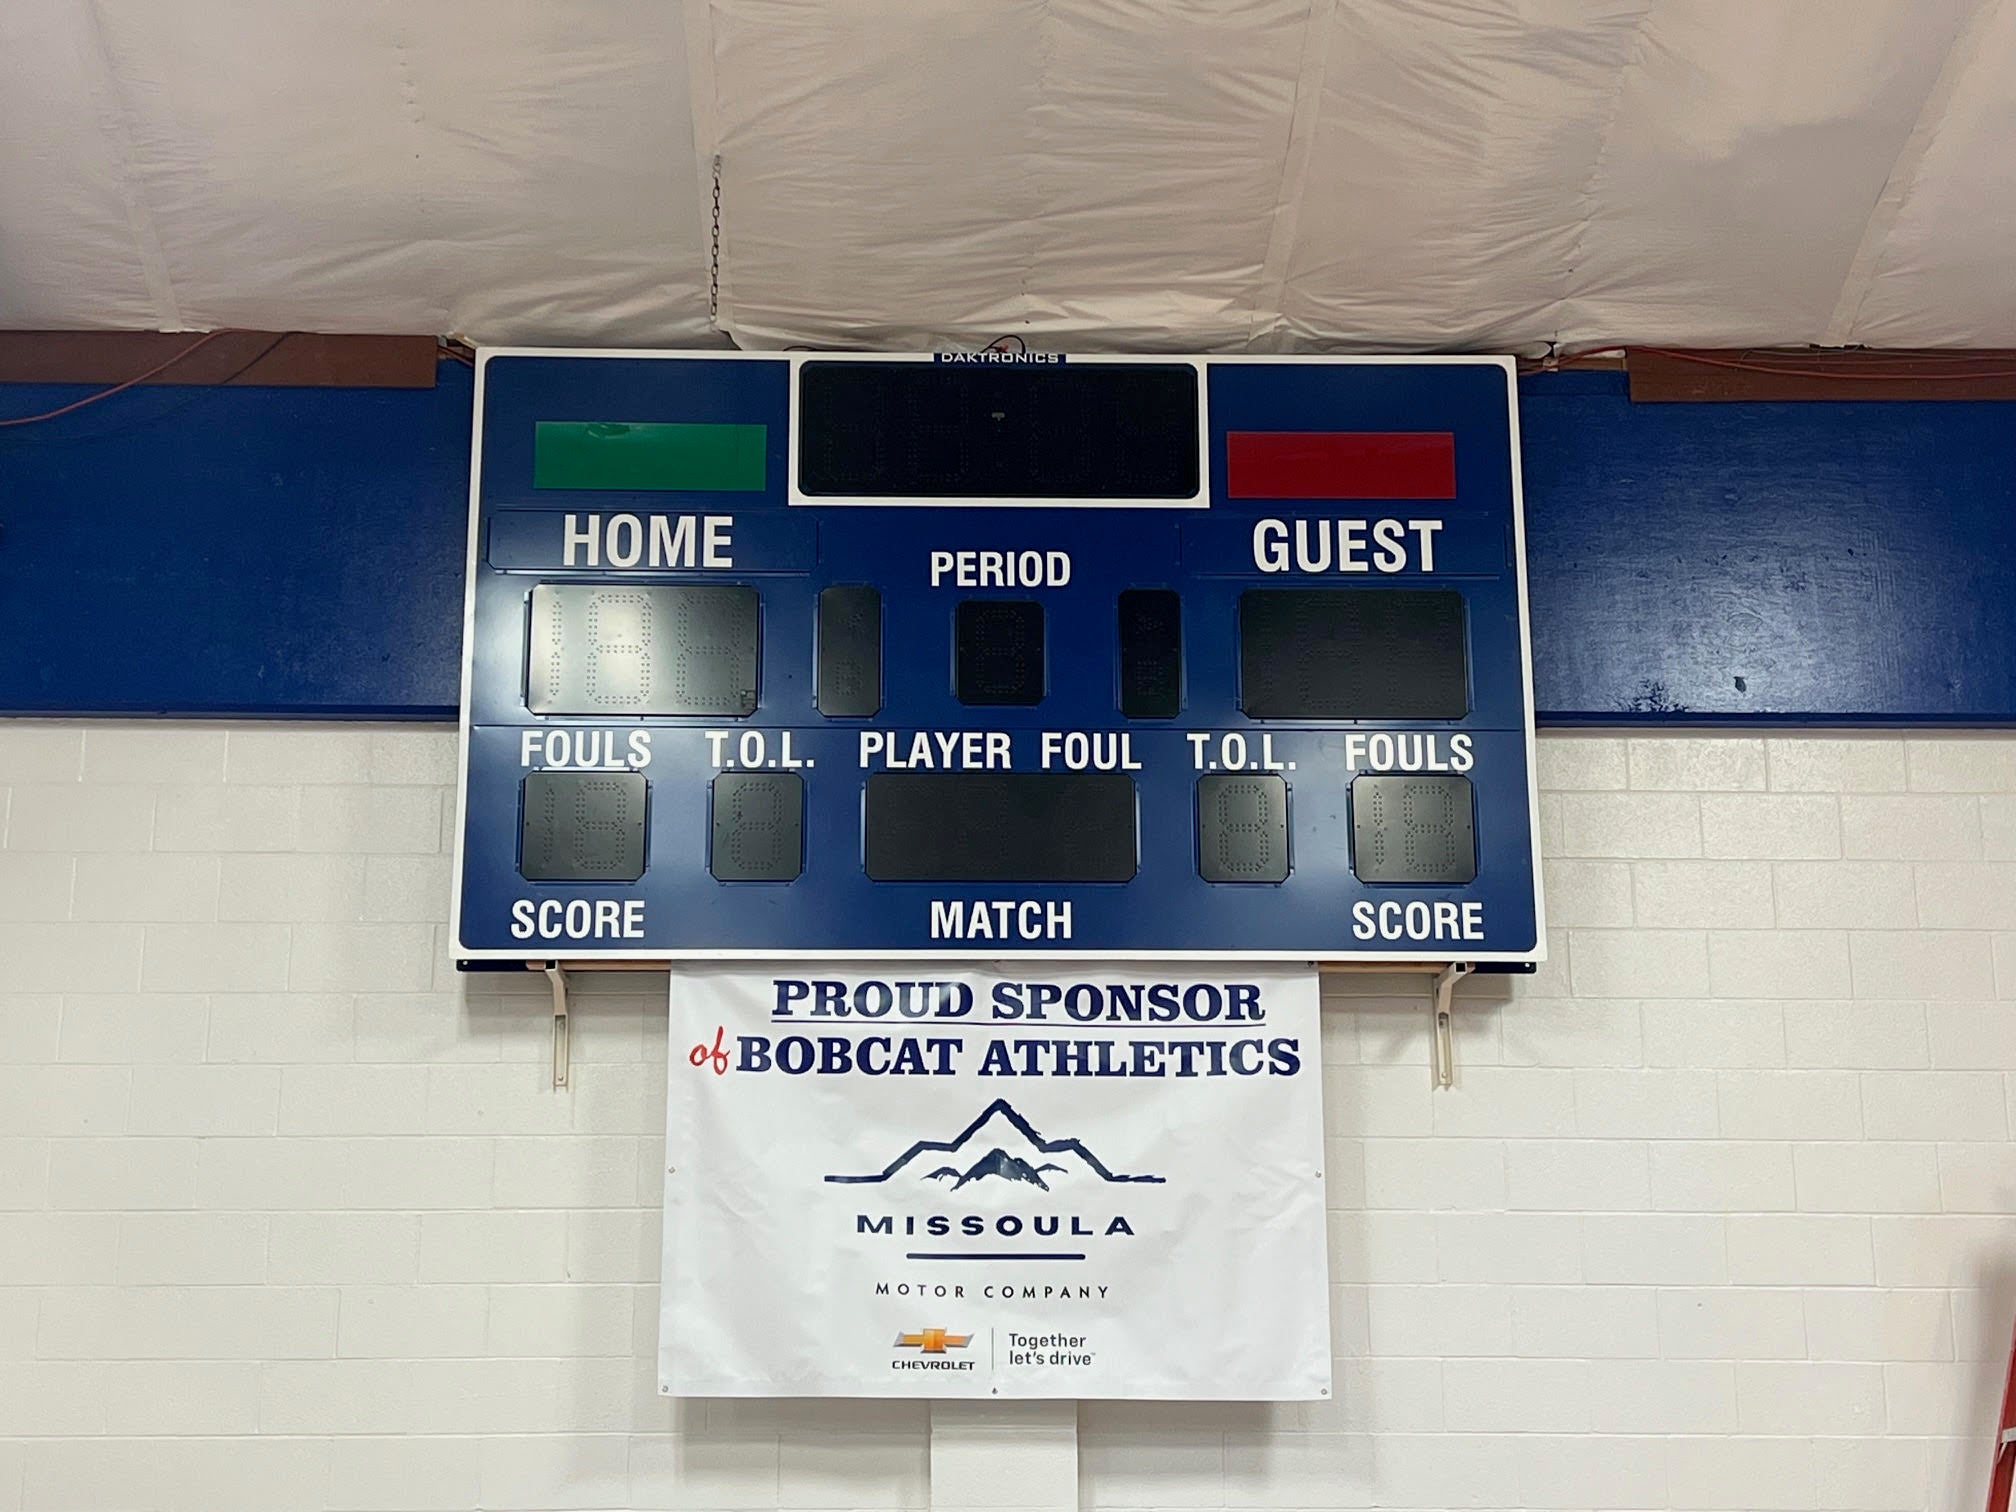 DAKTRONICS
HOME
GUEST
PERIOD
FOULS T.O.L. PLAYER FOUL T.O.L. FOULS
SCORE MATCH SCORE
PROUD SPONSOR
of BOBCAT ATHLETICS
MISSOULA
MOTOR COMPANY
CHEVROLET
Together
let's drive™